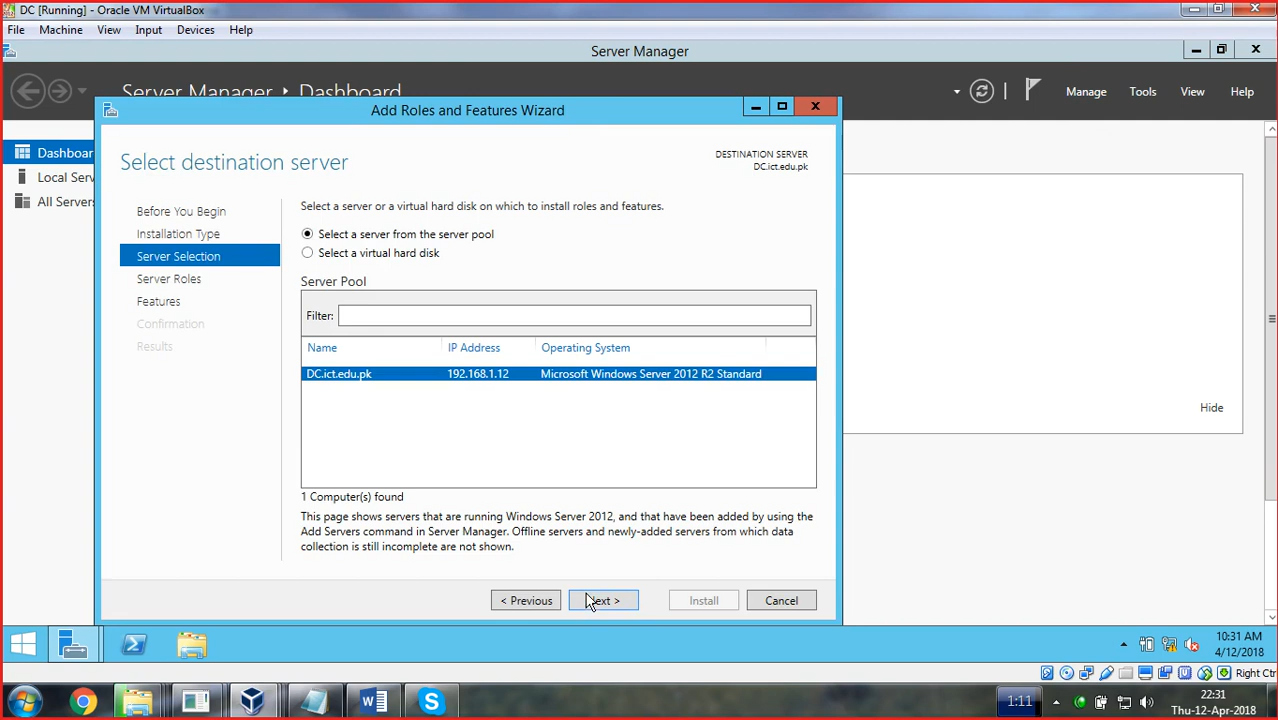 DC [Running] - Oracle VM VirtualBox
File Machine View Input Devices Help
Server Manager
Server Manager Dashboard
Manage Tools View Help
Add Roles and Features Wizard
Dashboar
Local Serv
All Servers
Select destination server
DESTINATION SERVER
DC.ict.edu.pk
Before You Begin
Installation Type
Server Selection
Server Roles
Features
Confirmation
Results
Select a server or a virtual hard disk on which to install roles and features.
Select a server from the server pool
Select a virtual hard disk
Server Pool
Filter:
Name IP Address Operating System
DC.ict.edu.pk 192.168.1.12 Microsoft Windows Server 2012 R2 Standard
1 Computer(s) found
This page shows servers that are running Windows Server 2012, and that have been added by using the
Add Servers command in Server Manager. Offline servers and newly-added servers from which data
collection is still incomplete are not shown.
Hide
< Previous Next > Install Cancel
10:31 AM
4/12/2018
Right Ctr
1:11
22:31
Thu-12-Apr-2018